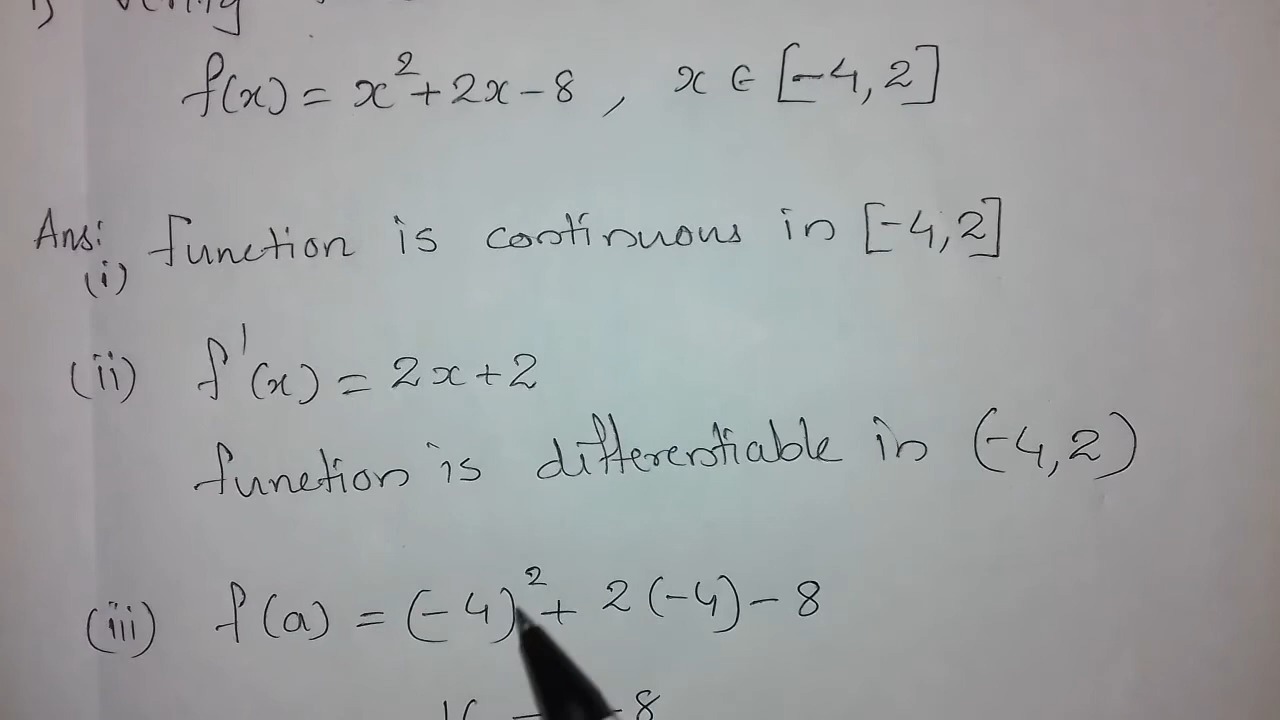 f(x) = x² + 2x - 8 , x ∈ [-4, 2]
Ans: function is continuous in [-4, 2]
(i)
(ii) f'(x) = 2x + 2
function is differentiable in (-4, 2)
(iii) f(a) = (-4)² + 2(-4) - 8